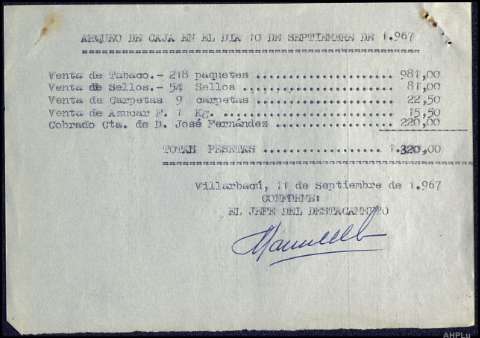 ARQUEO DE CAJA EN EL DIA 10 DE SEPTIEMBRE DE 1.967
Venta de Tabaco.- 218 paquetes .................. 981,00
Venta de Sellos.- 54 Sellos .................. 81,00
Venta de Carpetas 9 carpetas .................. 22,50
Venta de Azucar F. 1 Kg. .................. 15,50
Cobrado Cta. de D. José Fernández .................. 220,00
TOTAL PESETAS .................. 1.320,00
Villarbacú, 11 de Septiembre de 1.967
CONFORME:
EL JEFE DEL DESTACAMENTO
AHPLu